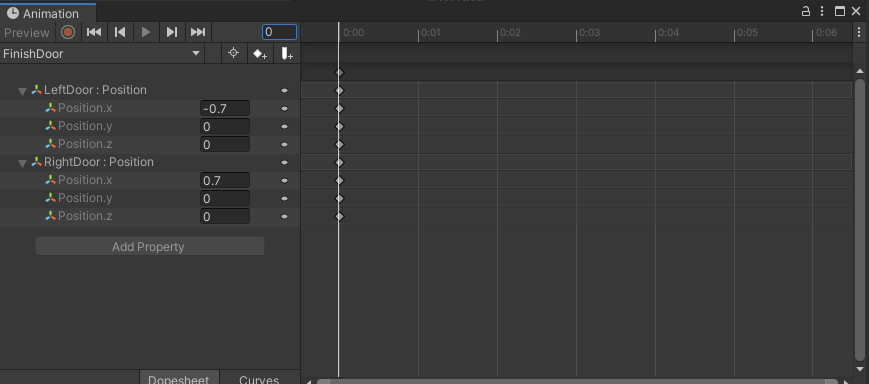 Animation
Preview 0 0:00 0:01 0:02 0:03 0:04 0:05 0:06
FinishDoor
LeftDoor : Position
Position.x -0.7
Position.y 0
Position.z 0
RightDoor : Position
Position.x 0.7
Position.y 0
Position.z 0
Add Property
Dopesheet Curves